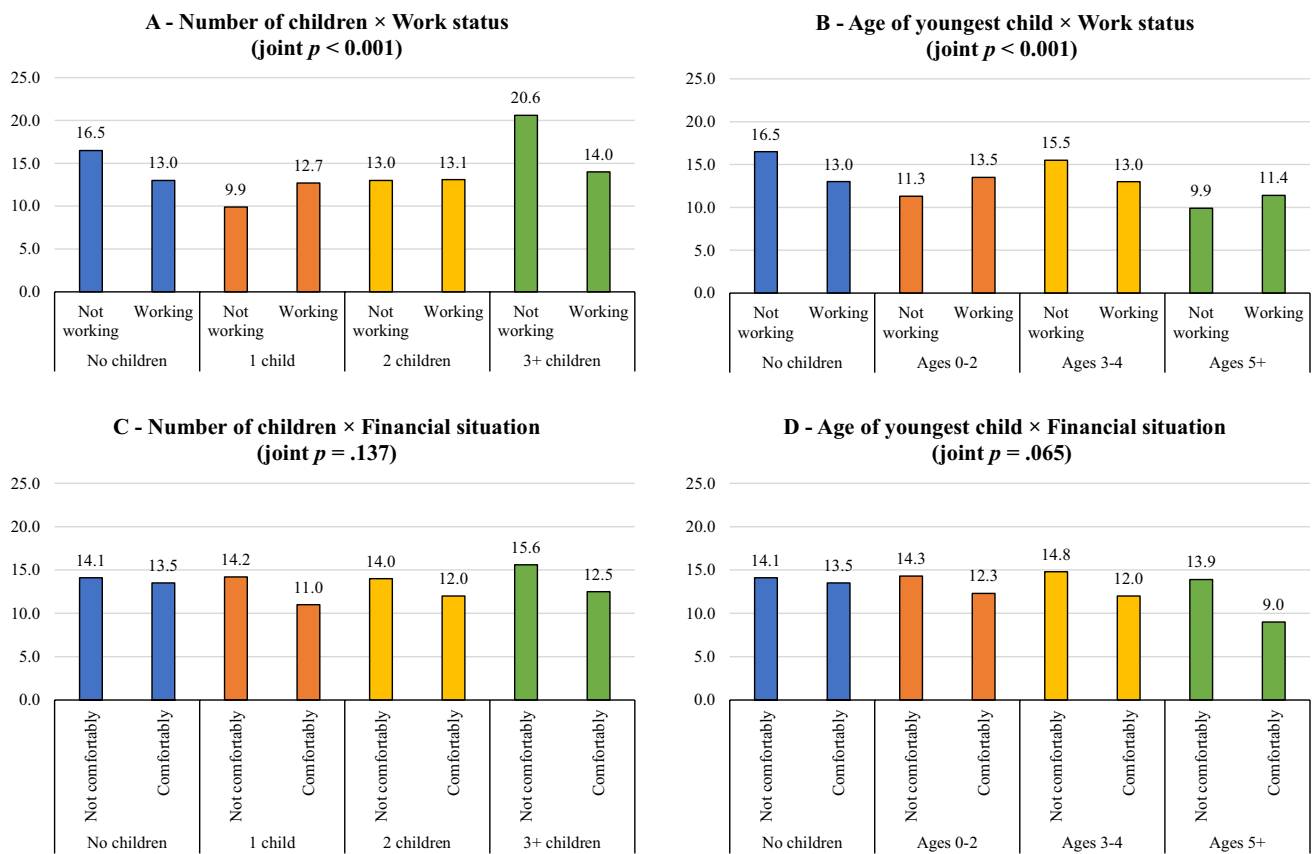 A - Number of children × Work status
(joint p < 0.001)
25.0
20.0
15.0
10.0
5.0
0.0
16.5
13.0
9.9
12.7
13.0
13.1
20.6
14.0
Not working
Working
Not working
Working
Not working
Working
Not working
Working
No children
1 child
2 children
3+ children
B - Age of youngest child × Work status
(joint p < 0.001)
25.0
20.0
15.0
10.0
5.0
0.0
16.5
13.0
11.3
13.5
15.5
13.0
9.9
11.4
Not working
Working
Not working
Working
Not working
Working
Not working
Working
No children
Ages 0-2
Ages 3-4
Ages 5+
C - Number of children × Financial situation
(joint p = .137)
25.0
20.0
15.0
10.0
5.0
0.0
14.1
13.5
14.2
11.0
14.0
12.0
15.6
12.5
Not comfortably
Comfortably
Not comfortably
Comfortably
Not comfortably
Comfortably
Not comfortably
Comfortably
No children
1 child
2 children
3+ children
D - Age of youngest child × Financial situation
(joint p = .065)
25.0
20.0
15.0
10.0
5.0
0.0
14.1
13.5
14.3
12.3
14.8
12.0
13.9
9.0
Not comfortably
Comfortably
Not comfortably
Comfortably
Not comfortably
Comfortably
Not comfortably
Comfortably
No children
Ages 0-2
Ages 3-4
Ages 5+